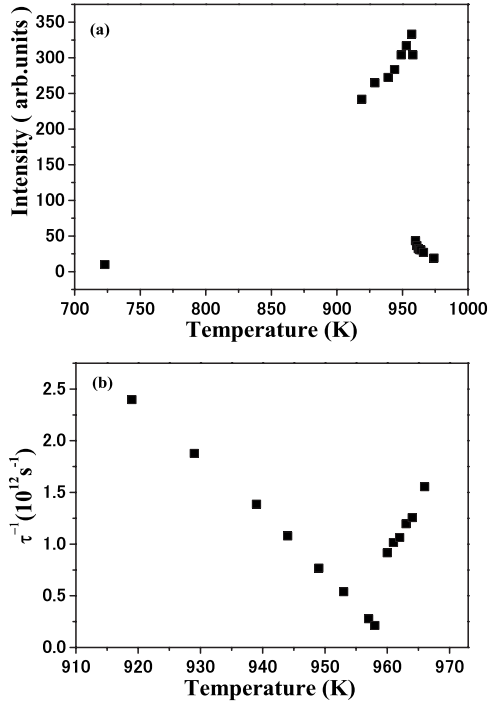 (a)
Intensity ( arb.units )
350
300
250
200
150
100
50
0
700 750 800 850 900 950 1000
Temperature (K)
(b)
τ⁻¹(10¹²s⁻¹)
2.5
2.0
1.5
1.0
0.5
0.0
910 920 930 940 950 960 970
Temperature (K)